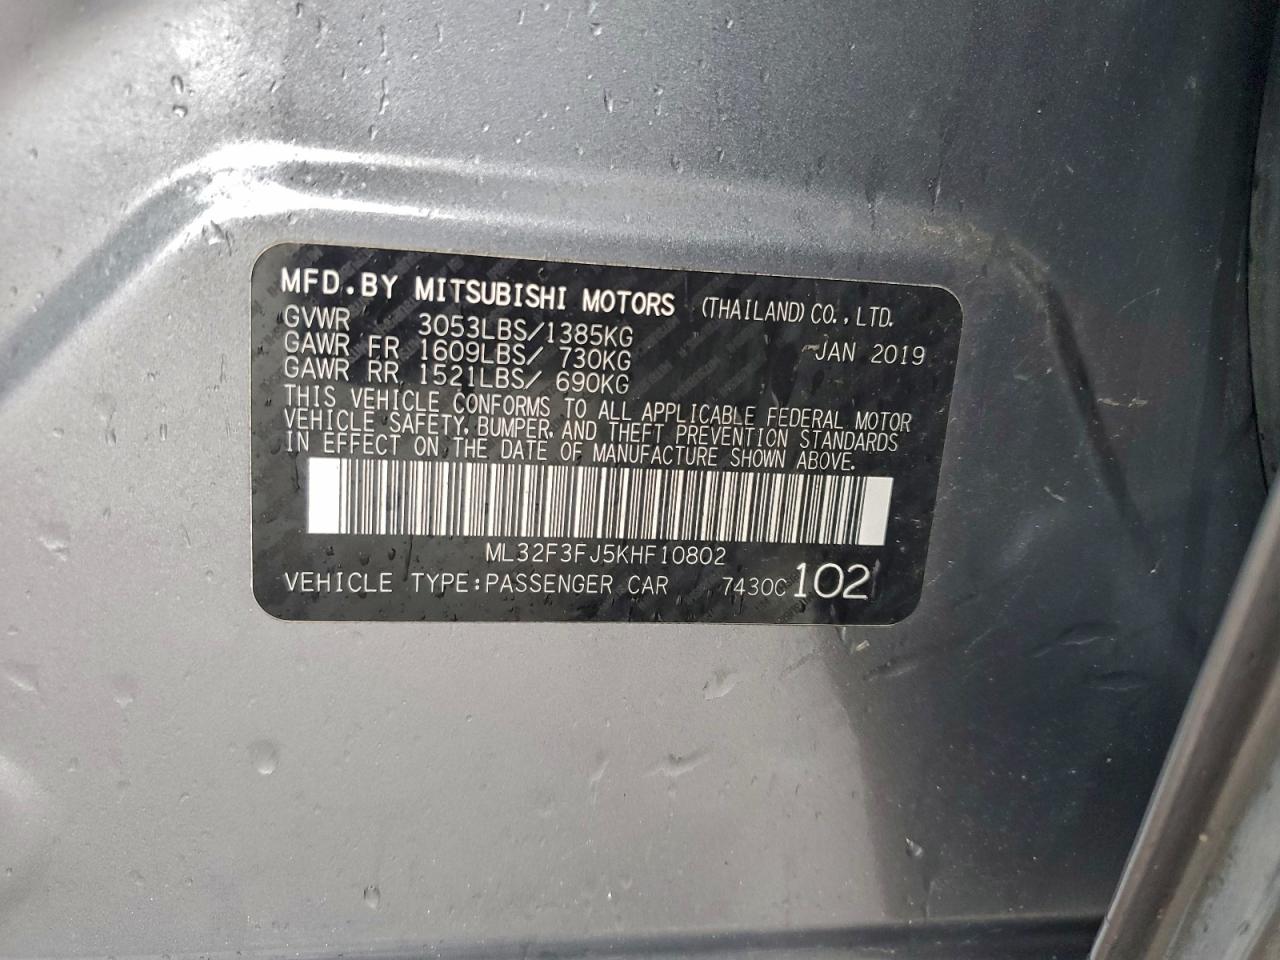 MFD.BY MITSUBISHI MOTORS (THAILAND) CO.,LTD.
GVWR 3053LBS/1385KG JAN 2019
GAWR FR 1609LBS/ 730KG
GAWR RR 1521LBS/ 690KG
THIS VEHICLE CONFORMS TO ALL APPLICABLE FEDERAL MOTOR
VEHICLE SAFETY, BUMPER, AND THEFT PREVENTION STANDARDS
IN EFFECT ON THE DATE OF MANUFACTURE SHOWN ABOVE.
ML32F3FJ5KHF10802
VEHICLE TYPE:PASSENGER CAR 7430C 102